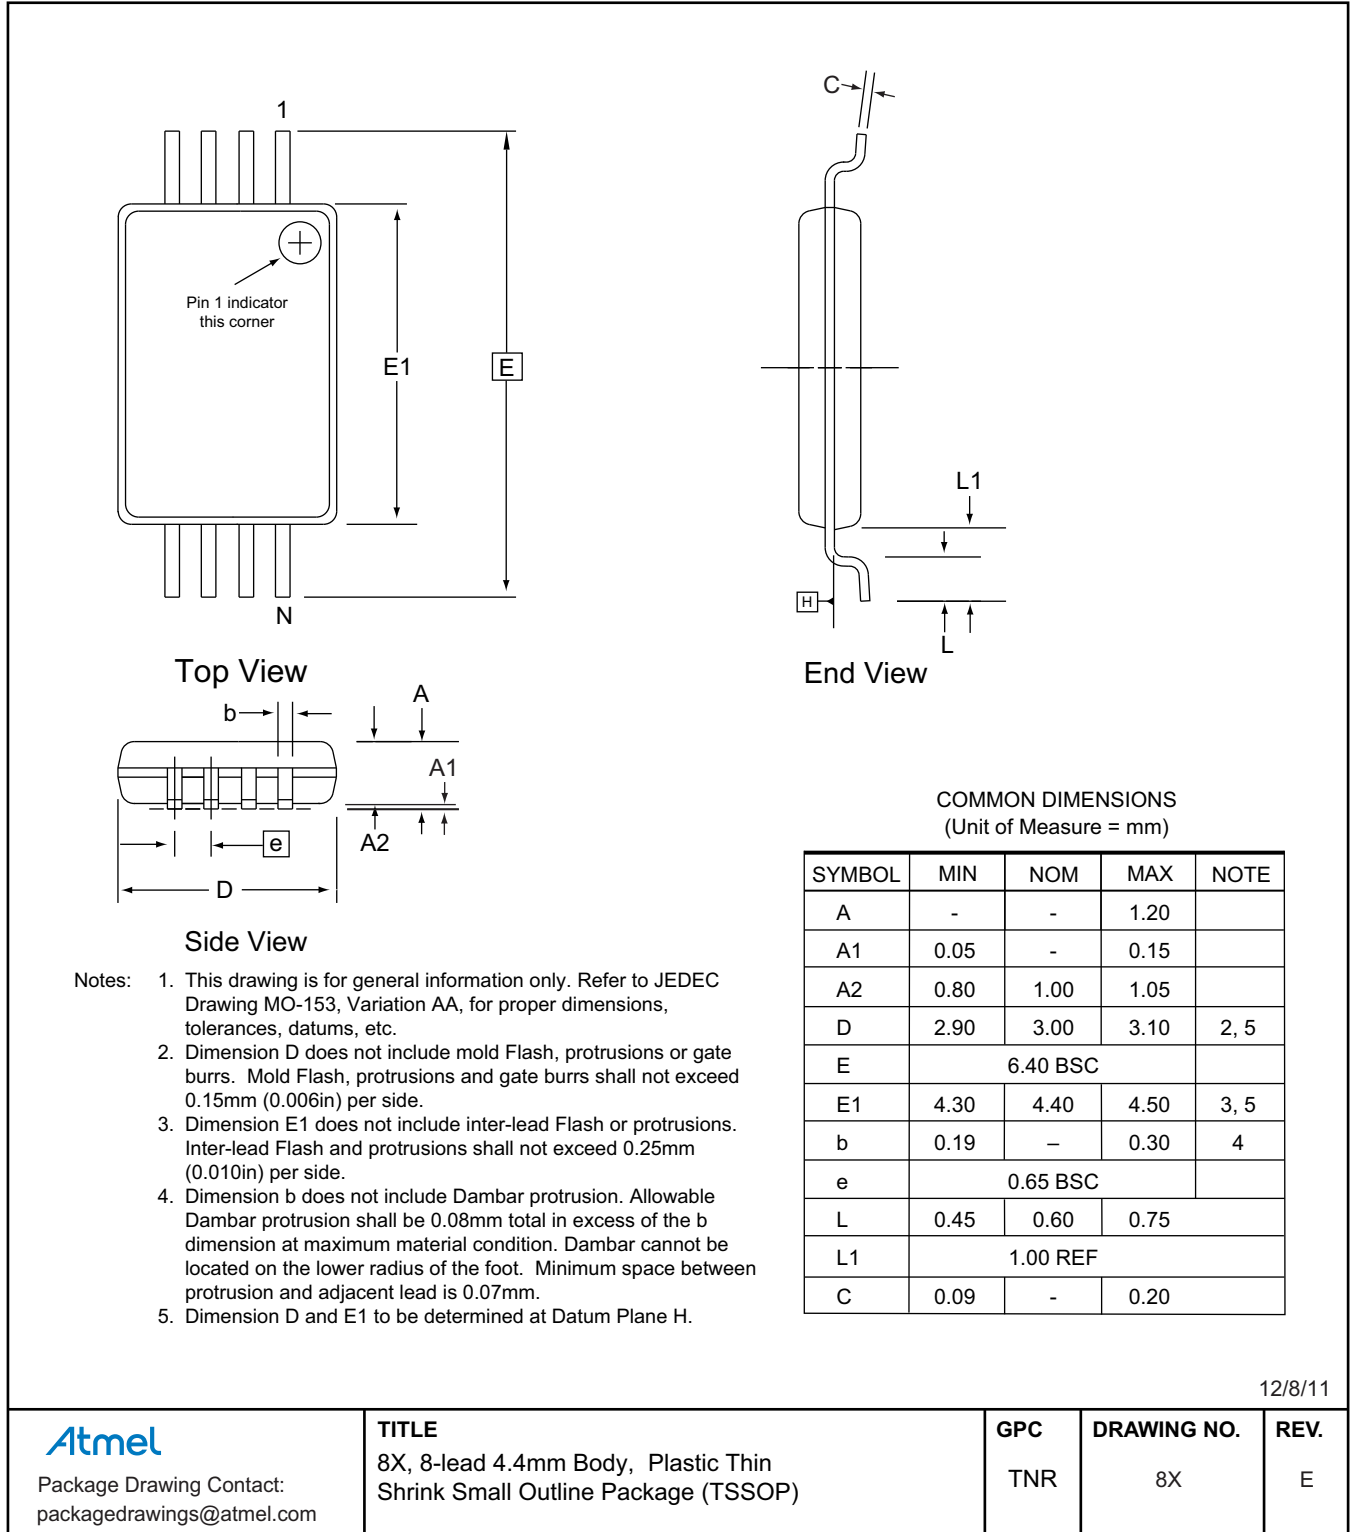 1
Pin 1 indicator
this corner
E1
E
N
Top View
C
L1
H
L
End View
b
A
A1
A2
e
D
Side View
COMMON DIMENSIONS
(Unit of Measure = mm)
SYMBOL MIN NOM MAX NOTE
A - - 1.20
A1 0.05 - 0.15
A2 0.80 1.00 1.05
D 2.90 3.00 3.10 2, 5
E 6.40 BSC
E1 4.30 4.40 4.50 3, 5
b 0.19 – 0.30 4
e 0.65 BSC
L 0.45 0.60 0.75
L1 1.00 REF
C 0.09 - 0.20
Notes: 1. This drawing is for general information only. Refer to JEDEC
Drawing MO-153, Variation AA, for proper dimensions,
tolerances, datums, etc.
2. Dimension D does not include mold Flash, protrusions or gate
burrs. Mold Flash, protrusions and gate burrs shall not exceed
0.15mm (0.006in) per side.
3. Dimension E1 does not include inter-lead Flash or protrusions.
Inter-lead Flash and protrusions shall not exceed 0.25mm
(0.010in) per side.
4. Dimension b does not include Dambar protrusion. Allowable
Dambar protrusion shall be 0.08mm total in excess of the b
dimension at maximum material condition. Dambar cannot be
located on the lower radius of the foot. Minimum space between
protrusion and adjacent lead is 0.07mm.
5. Dimension D and E1 to be determined at Datum Plane H.
12/8/11
Atmel
Package Drawing Contact:
packagedrawings@atmel.com
TITLE
8X, 8-lead 4.4mm Body, Plastic Thin
Shrink Small Outline Package (TSSOP)
GPC
TNR
DRAWING NO.
8X
REV.
E